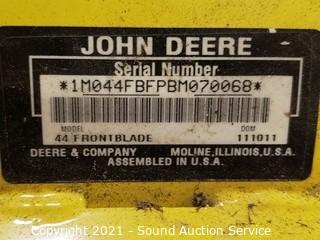 JOHN DEERE
Serial Number
*1M044FBFPBM070068*
MODEL DOM
44 FRONTBLADE 111011
DEERE & COMPANY MOLINE, ILLINOIS, U.S.A.
ASSEMBLED IN U.S.A.
Copyright 2021 - Sound Auction Service